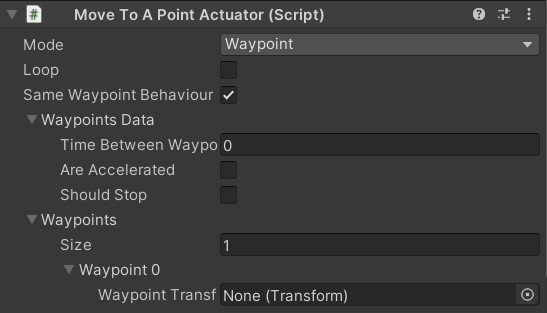 # Move To A Point Actuator (Script)
Mode Waypoint
Loop
Same Waypoint Behaviour
Waypoints Data
Time Between Waypo 0
Are Accelerated
Should Stop
Waypoints
Size 1
Waypoint 0
Waypoint Transf None (Transform)